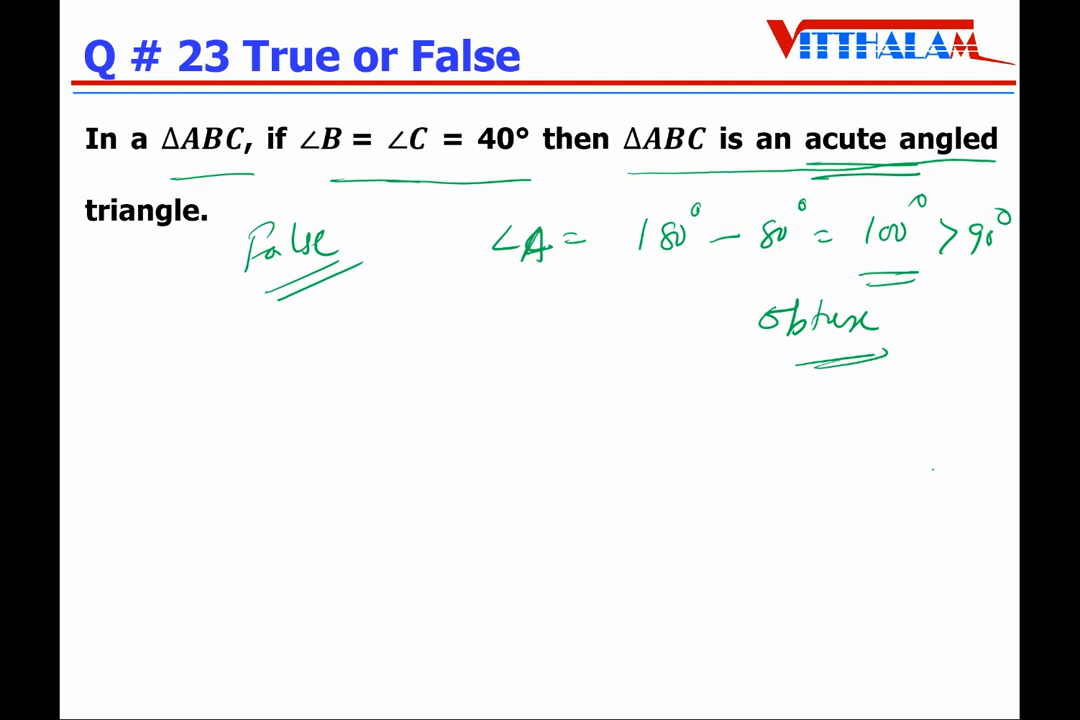 Q # 23 True or False
VITTHALAM
In a ΔABC, if ∠B = ∠C = 40° then ΔABC is an acute angled
triangle.
False
∠A = 180° - 80° = 100° > 90°
obtuse